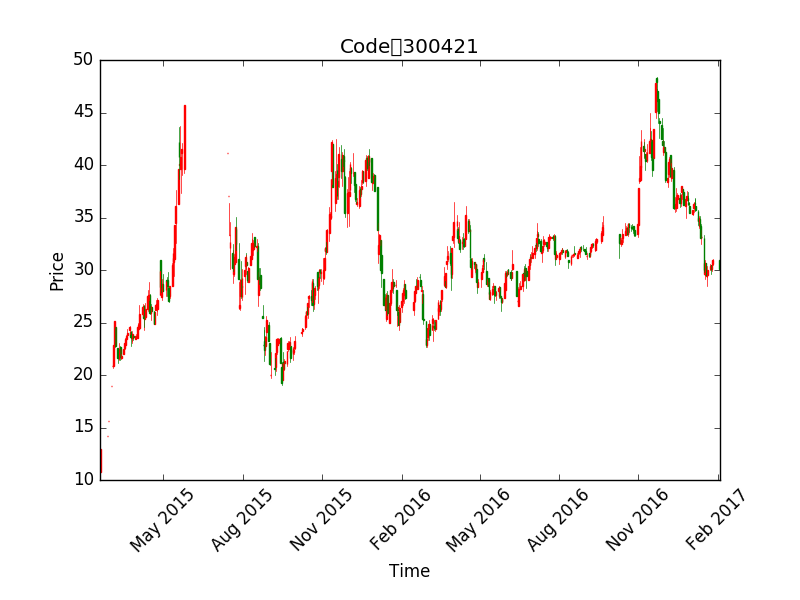 Code▯300421
50
45
40
35
30
25
20
15
10
Price
May 2015
Aug 2015
Nov 2015
Feb 2016
May 2016
Aug 2016
Nov 2016
Feb 2017
Time